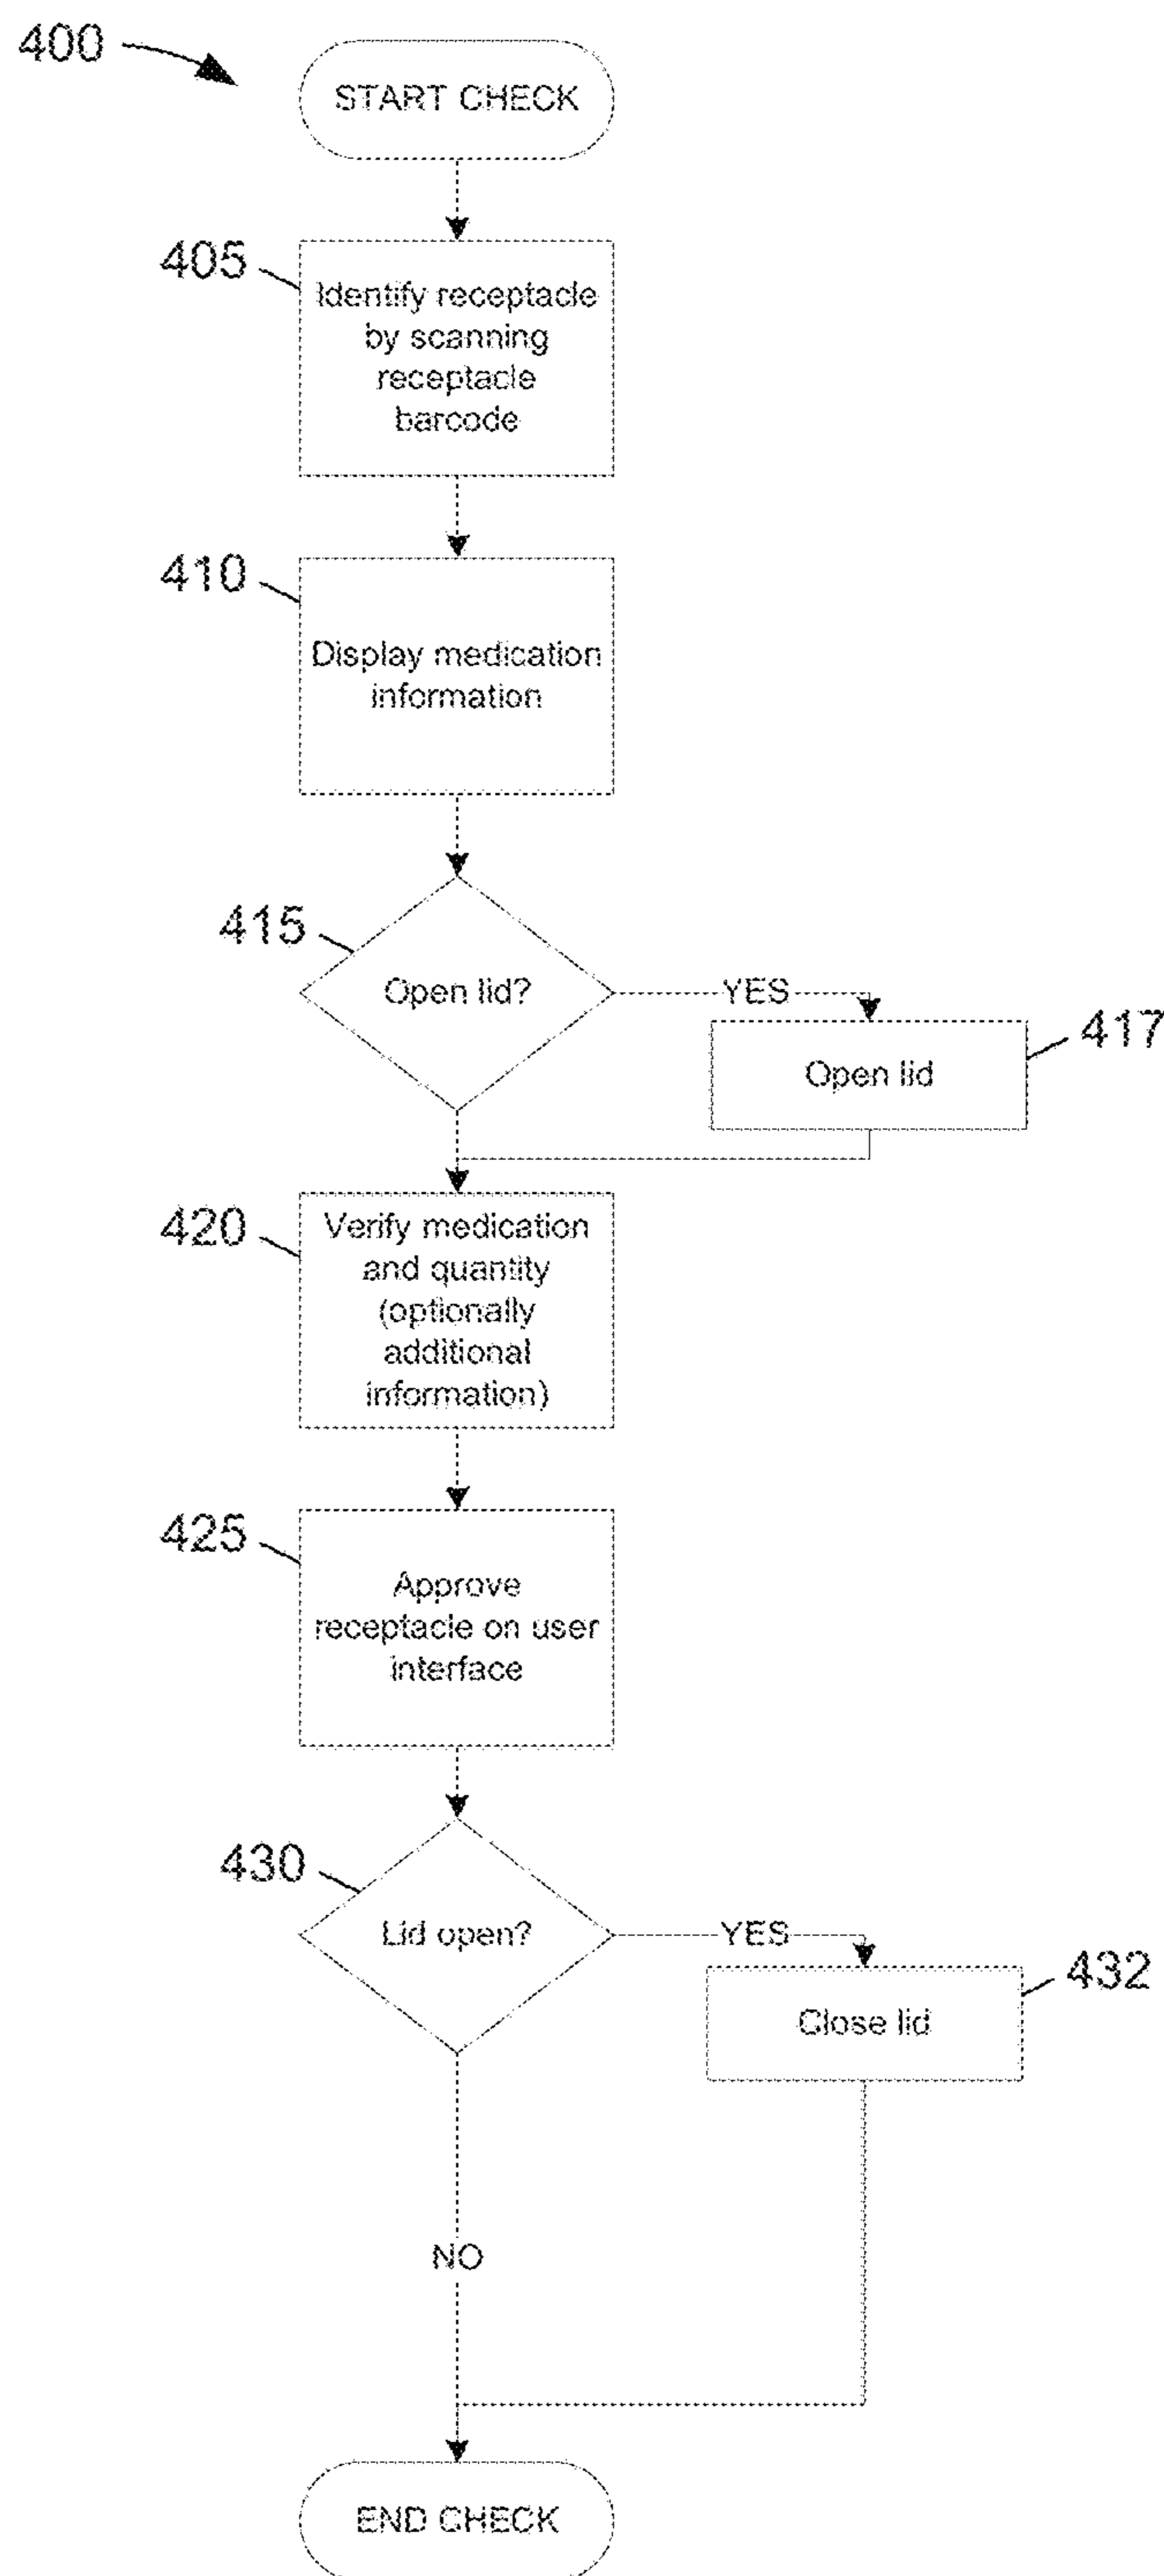 400
START CHECK
405
Identify receptacle
by scanning
receptacle
barcode
410
Display medication
information
415
Open lid?
YES
417
Open lid
420
Verify medication
and quantity
(optionally
additional
information)
425
Approve
receptacle on user
interface
430
Lid open?
YES
432
Close lid
NO
END CHECK